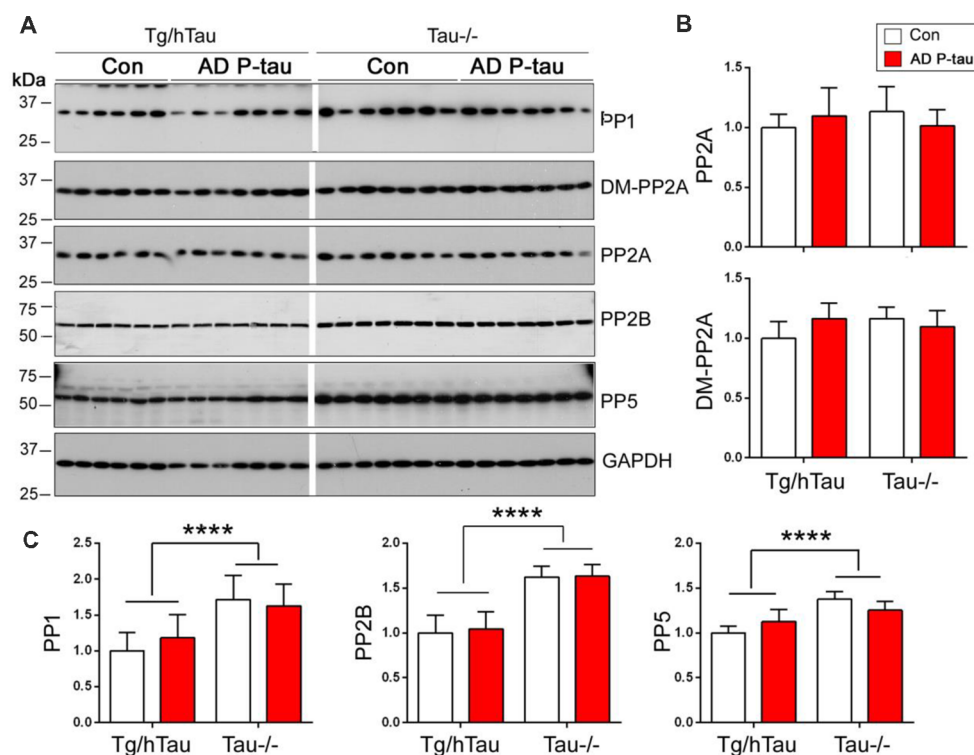 A
Tg/hTau Tau-/-
Con AD P-tau Con AD P-tau
kDa
37
25
PP1
37
25
DM-PP2A
37
25
PP2A
75
50
PP2B
75
50
PP5
37
25
GAPDH
B
Con
AD P-tau
PP2A
1.5
1.0
0.5
0.0
DM-PP2A
1.5
1.0
0.5
0.0
Tg/hTau Tau-/-
C
PP1
2.5
2.0
1.5
1.0
0.5
0.0
****
Tg/hTau Tau-/-
PP2B
2.0
1.5
1.0
0.5
0.0
****
Tg/hTau Tau-/-
PP5
2.0
1.5
1.0
0.5
0.0
****
Tg/hTau Tau-/-